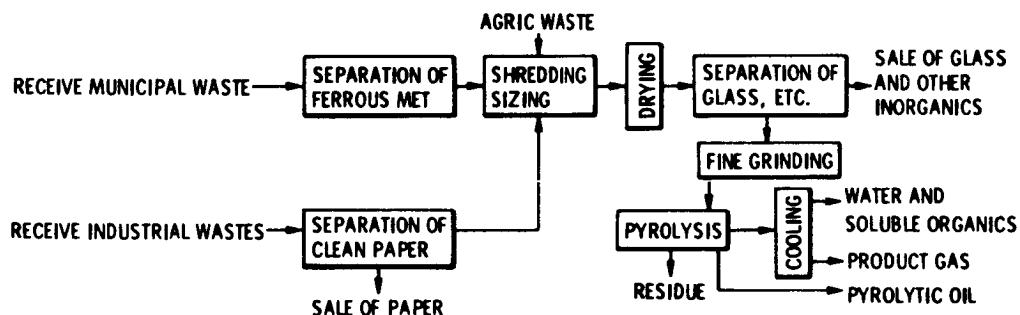 AGRIC WASTE
RECEIVE MUNICIPAL WASTE
SEPARATION OF
FERROUS MET
SHREDDING
SIZING
DRYING
SEPARATION OF
GLASS, ETC.
SALE OF GLASS
AND OTHER
INORGANICS
FINE GRINDING
RECEIVE INDUSTRIAL WASTES
SEPARATION OF
CLEAN PAPER
SALE OF PAPER
PYROLYSIS
COOLING
WATER AND
SOLUBLE ORGANICS
PRODUCT GAS
RESIDUE
PYROLYTIC OIL